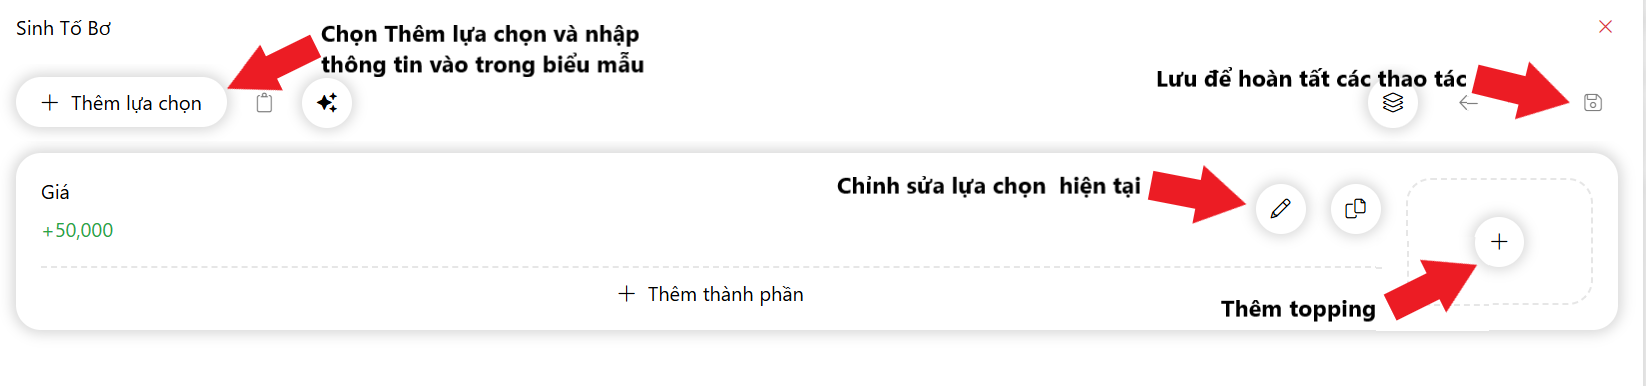 Sinh Tố Bơ
Chọn Thêm lựa chọn và nhập
thông tin vào trong biểu mẫu
Lưu để hoàn tất các thao tác
Thêm lựa chọn
Giá
+50,000
Chỉnh sửa lựa chọn  hiện tại
Thêm thành phần
Thêm topping